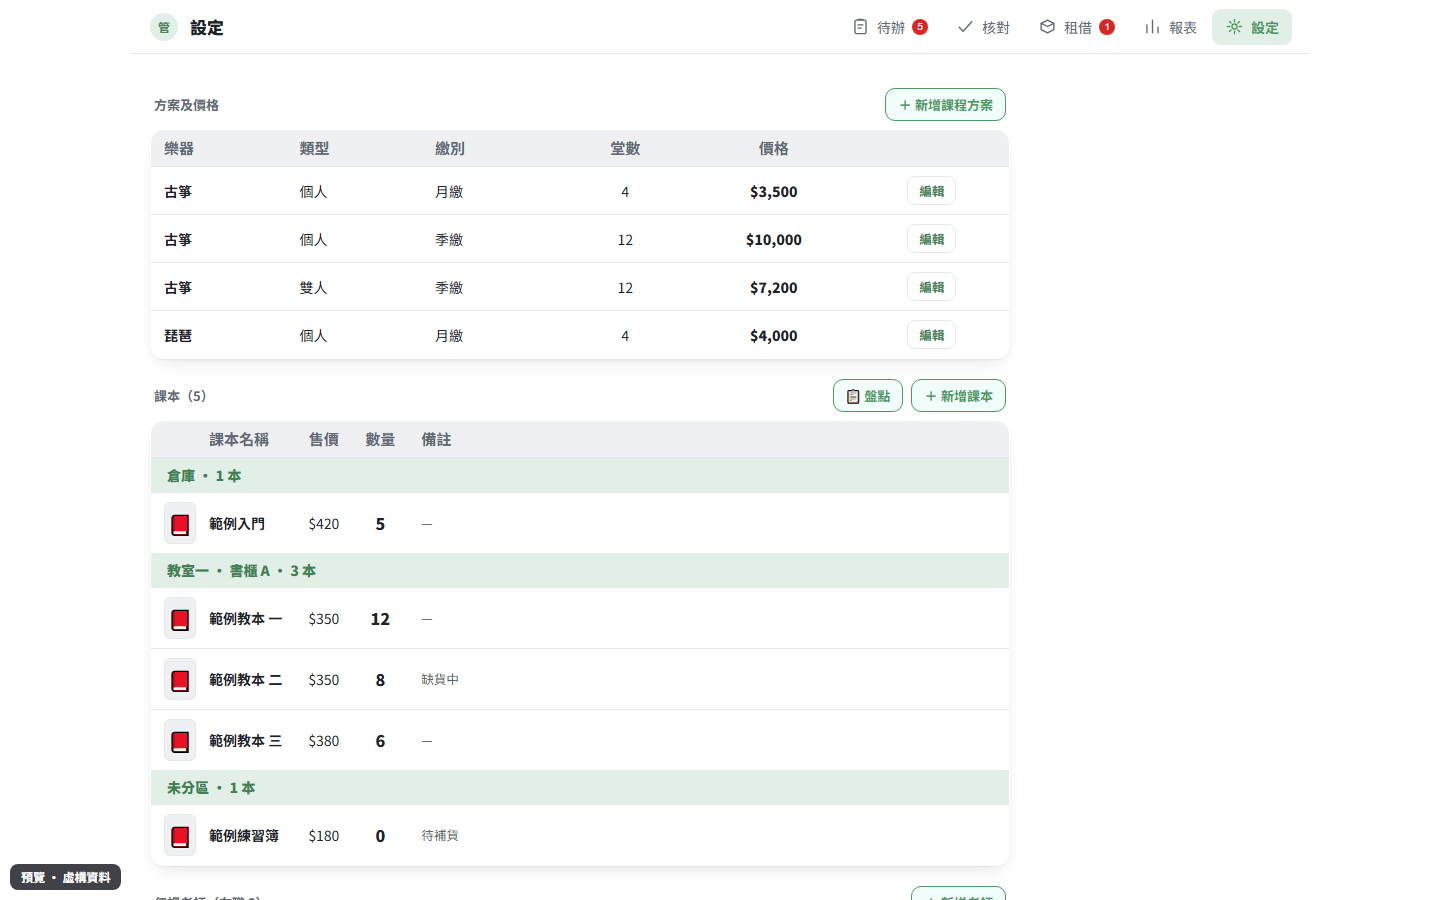 管 設定 待辦 5 核對 租借 1 報表 設定
方案及價格 ＋ 新增課程方案
樂器 類型 繳別 堂數 價格
古箏 個人 月繳 4 $3,500 編輯
古箏 個人 季繳 12 $10,000 編輯
古箏 雙人 季繳 12 $7,200 編輯
琵琶 個人 月繳 4 $4,000 編輯
課本（5） 盤點 ＋ 新增課本
課本名稱 售價 數量 備註
倉庫 · 1 本
範例入門 $420 5 —
教室一 · 書櫃 A · 3 本
範例教本 一 $350 12 —
範例教本 二 $350 8 缺貨中
範例教本 三 $380 6 —
未分區 · 1 本
範例練習簿 $180 0 待補貨
預覽 · 虛構資料